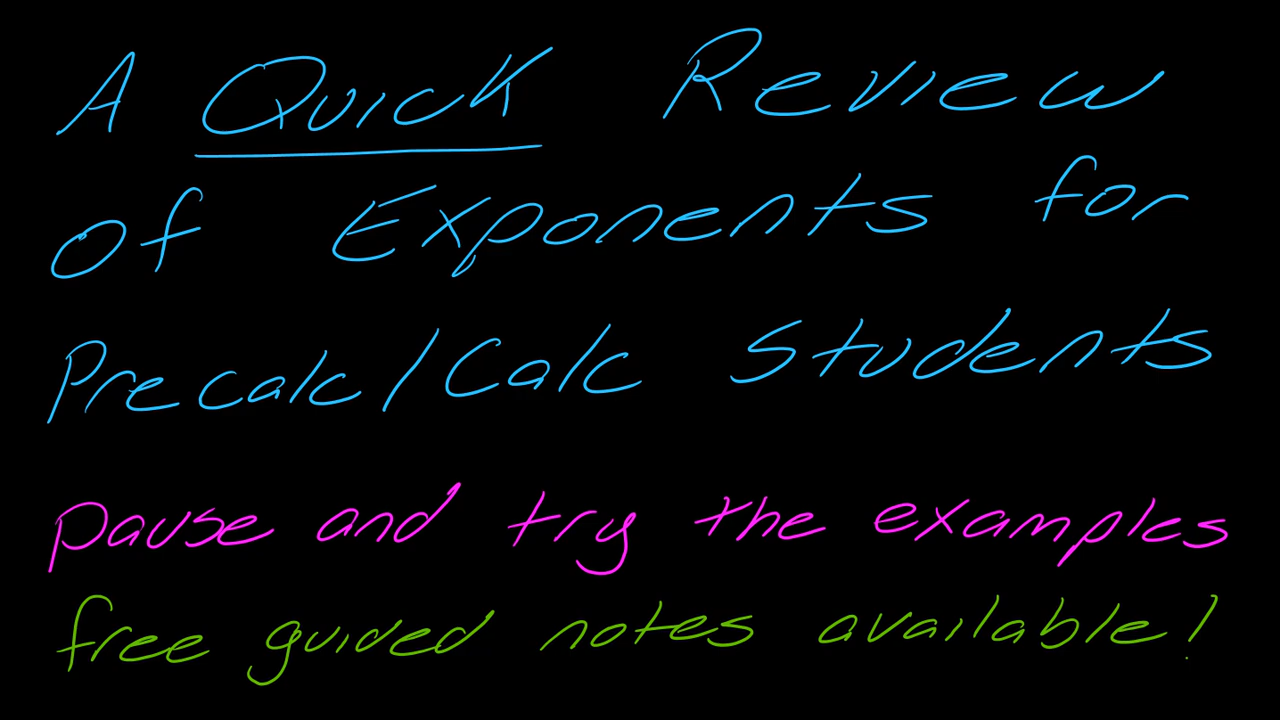 A Quick Review
of Exponents for
Precalc/Calc Students
pause and try the examples
free guided notes available!